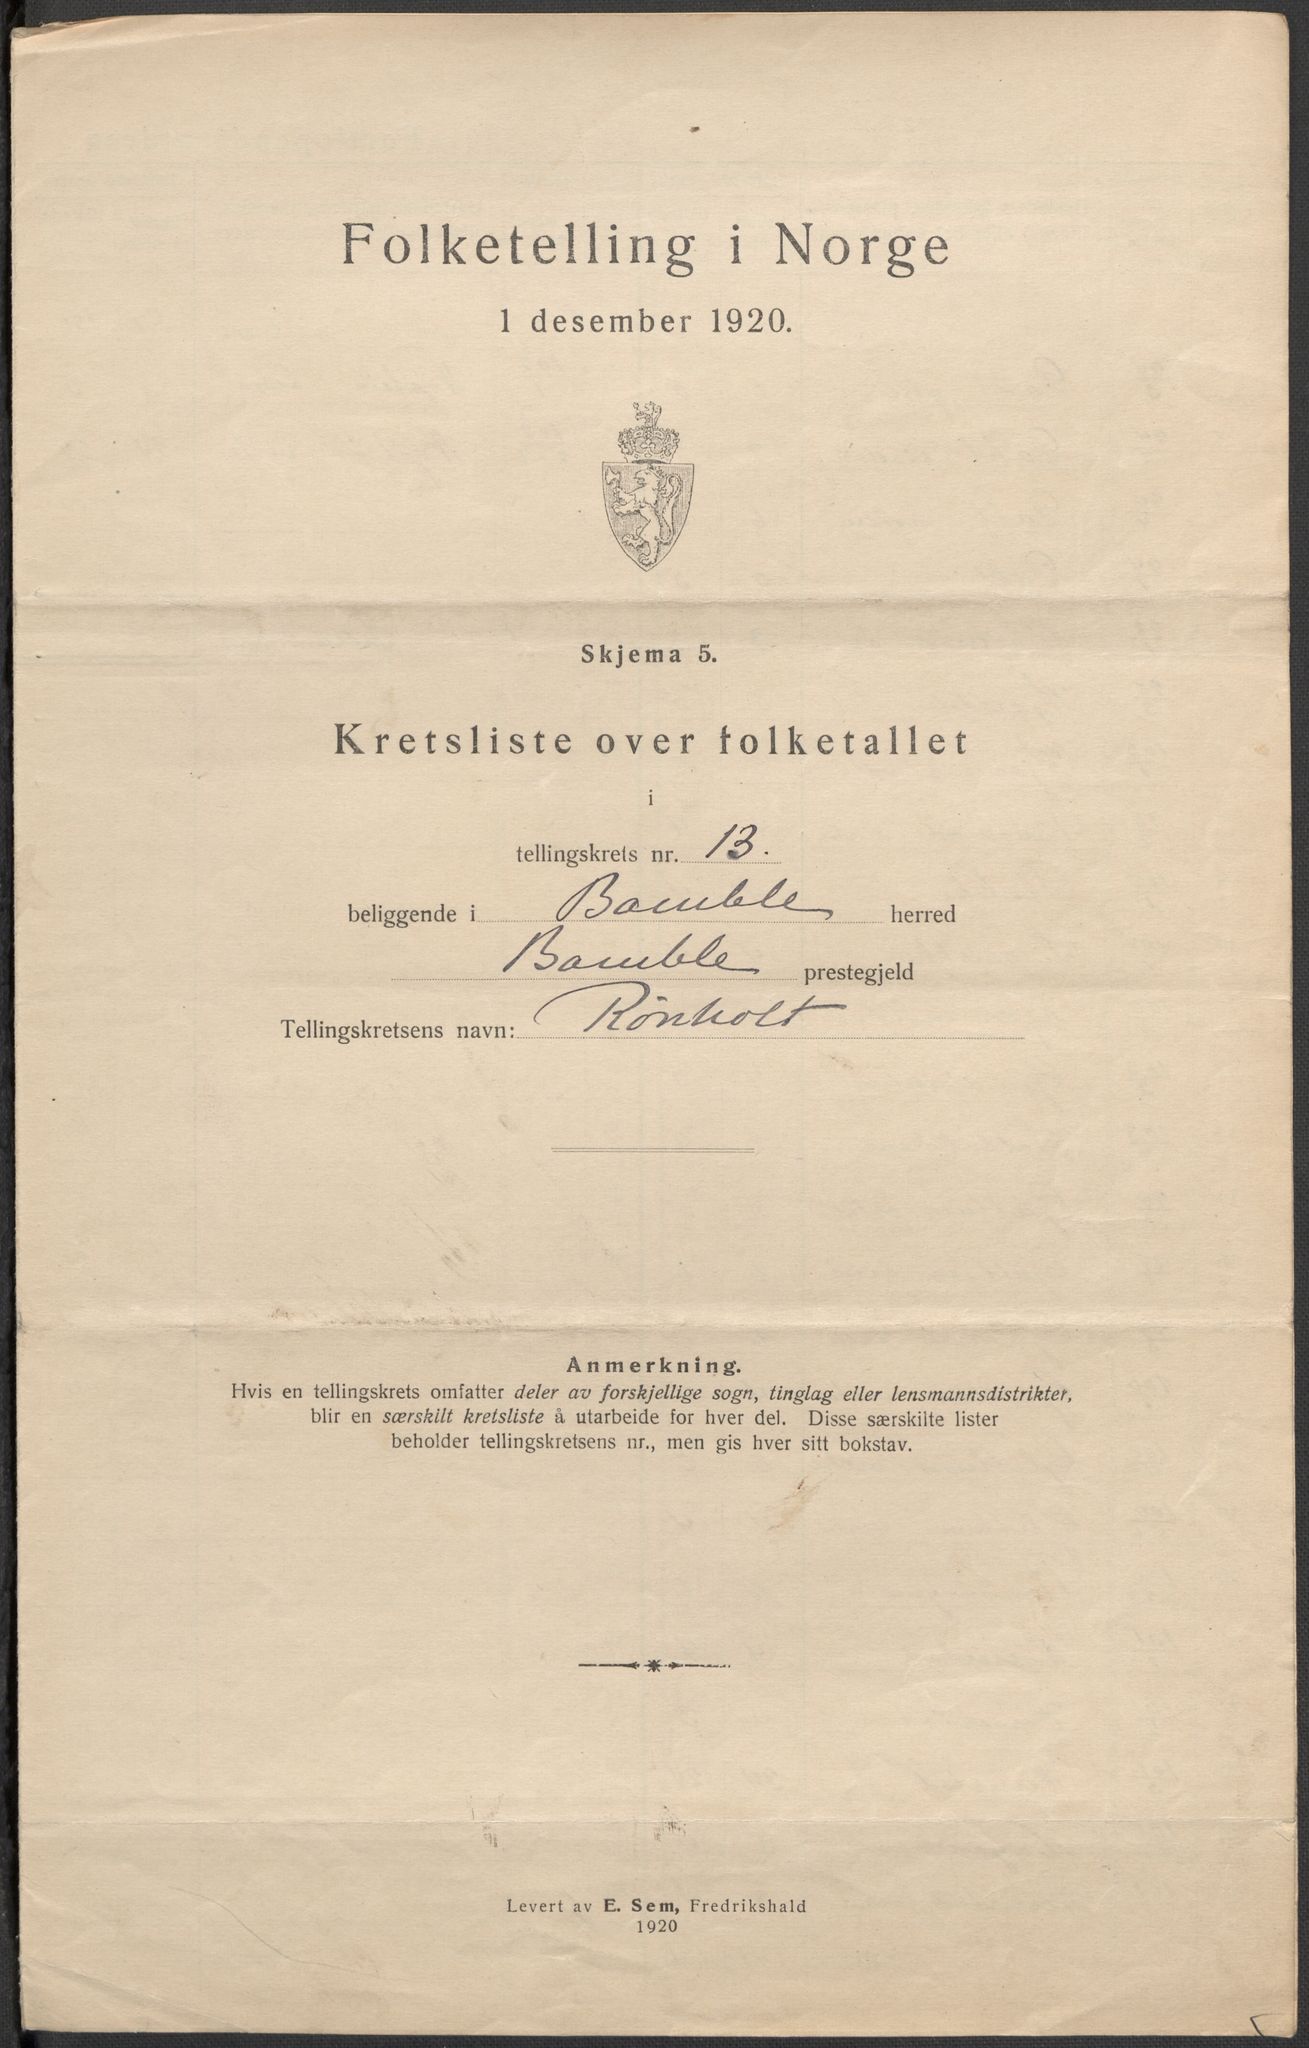 Folketelling i Norge
1 desember 1920.
Skjema 5.
Kretsliste over folketallet
i
tellingskrets nr. 13.
beliggende i Bamble herred
Bamble prestegjeld
Tellingskretsens navn: Rønholt
Anmerkning.
Hvis en tellingskrets omfatter deler av forskjellige sogn, tinglag eller lensmannsdistrikter,
blir en særskilt kretsliste å utarbeide for hver del. Disse særskilte lister
beholder tellingskretsens nr., men gis hver sitt bokstav.
Levert av E. Sem, Fredrikshald
1920